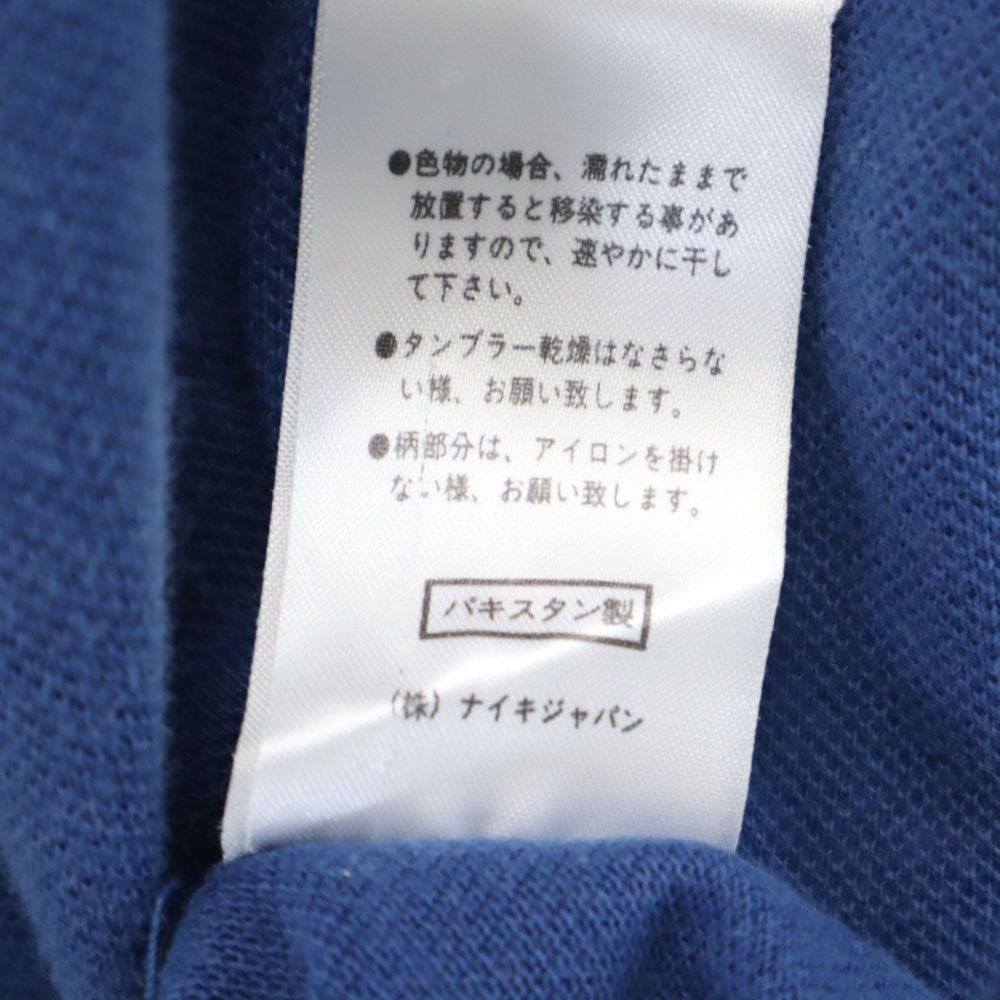 ●色物の場合、濡れたままで
放置すると移染する事があ
りますので、速やかに干し
て下さい。
●タンブラー乾燥はなさらな
い様、お願い致します。
●柄部分は、アイロンを掛け
ない様、お願い致します。
パキスタン製
(株)ナイキジャパン